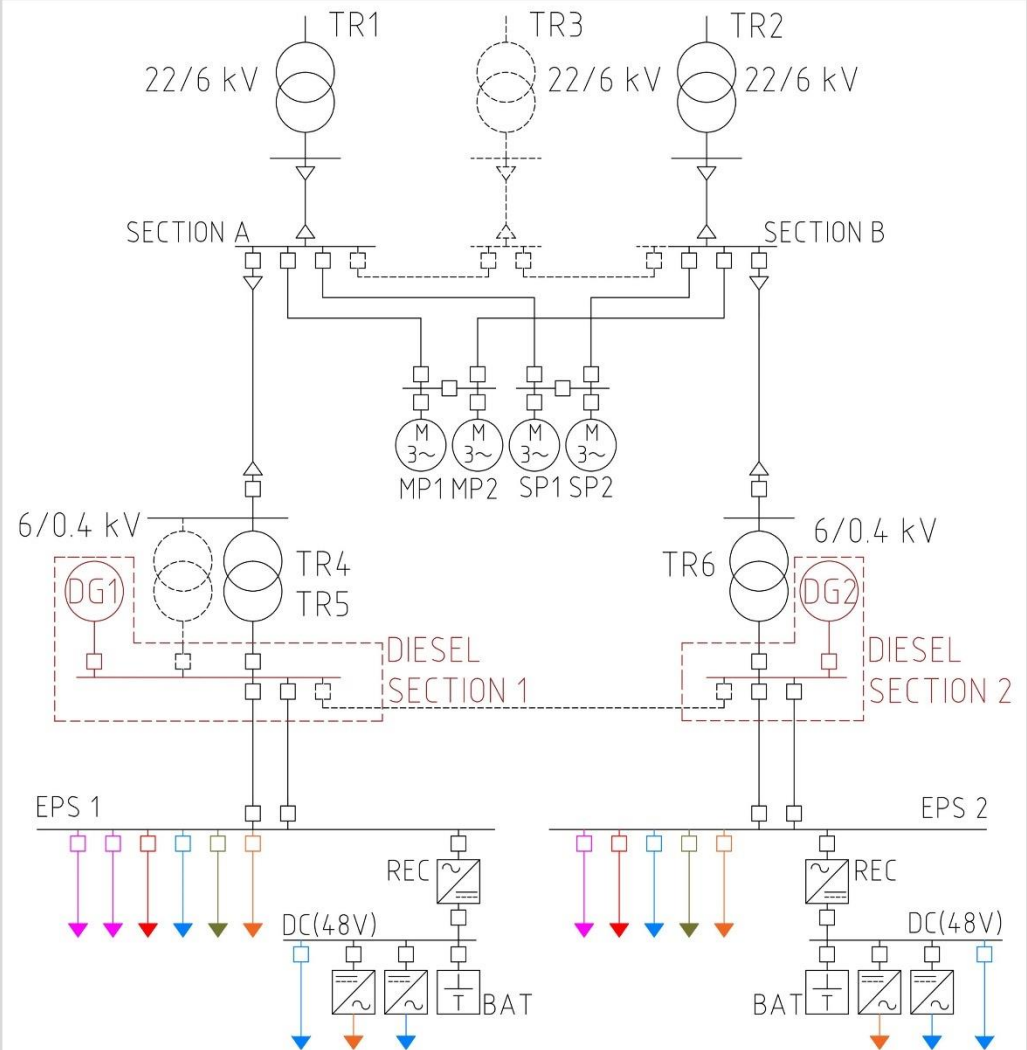 TR1
TR3
TR2
22/6 kV
22/6 kV
22/6 kV
SECTION A
SECTION B
M
3~
M
3~
M
3~
M
3~
MP1
MP2
SP1
SP2
6/0.4 kV
6/0.4 kV
TR4
TR5
TR6
DG1
DG2
DIESEL
SECTION 1
DIESEL
SECTION 2
EPS 1
EPS 2
REC
REC
DC(48V)
DC(48V)
BAT
BAT